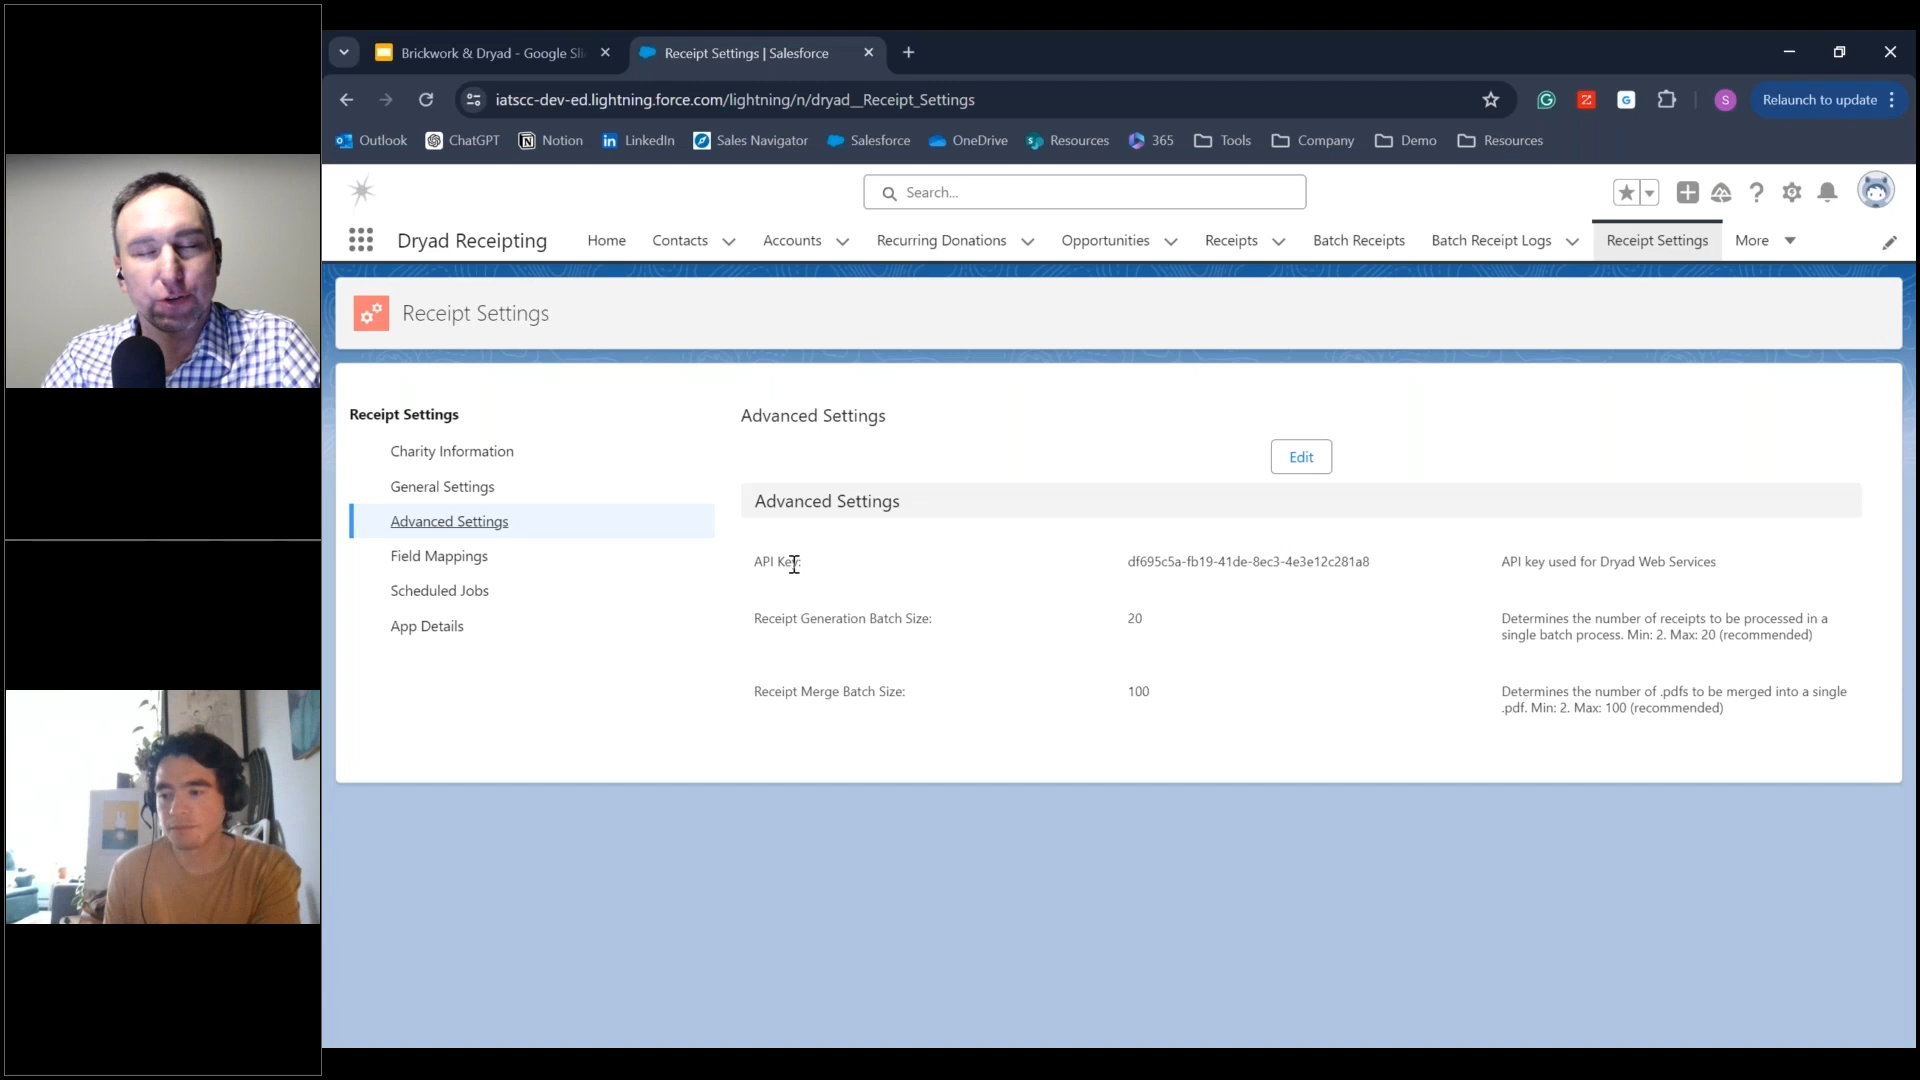 Brickwork & Dryad - Google Sli
Receipt Settings | Salesforce
iatscc-dev-ed.lightning.force.com/lightning/n/dryad__Receipt_Settings
Relaunch to update
Outlook
ChatGPT
Notion
LinkedIn
Sales Navigator
Salesforce
OneDrive
Resources
365
Tools
Company
Demo
Resources
Search...
Dryad Receipting
Home
Contacts
Accounts
Recurring Donations
Opportunities
Receipts
Batch Receipts
Batch Receipt Logs
Receipt Settings
More
Receipt Settings
Receipt Settings
Charity Information
General Settings
Advanced Settings
Field Mappings
Scheduled Jobs
App Details
Advanced Settings
Edit
Advanced Settings
API Key:
df695c5a-fb19-41de-8ec3-4e3e12c281a8
API key used for Dryad Web Services
Receipt Generation Batch Size:
20
Determines the number of receipts to be processed in a
single batch process. Min: 2. Max: 20 (recommended)
Receipt Merge Batch Size:
100
Determines the number of .pdfs to be merged into a single
.pdf. Min: 2. Max: 100 (recommended)